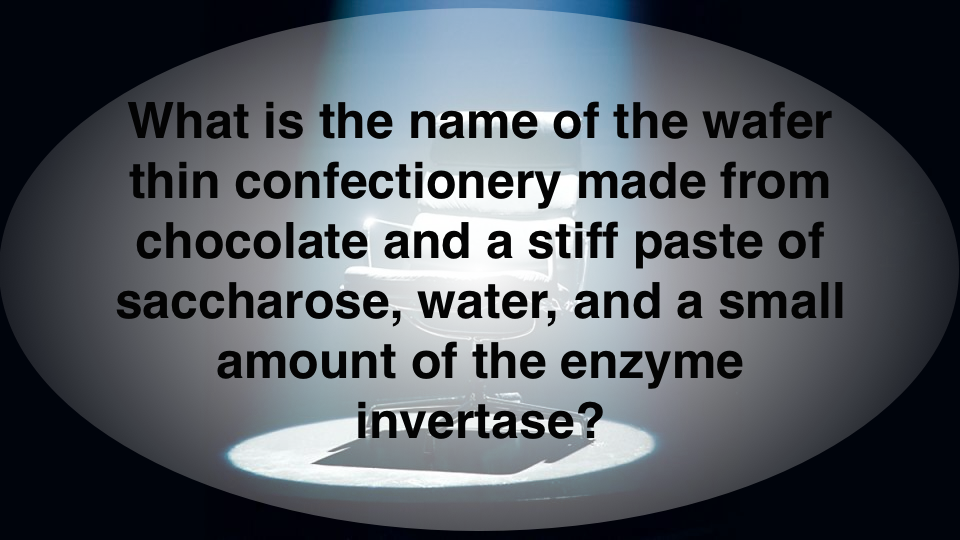 What is the name of the wafer
thin confectionery made from
chocolate and a stiff paste of
saccharose, water, and a small
amount of the enzyme
invertase?